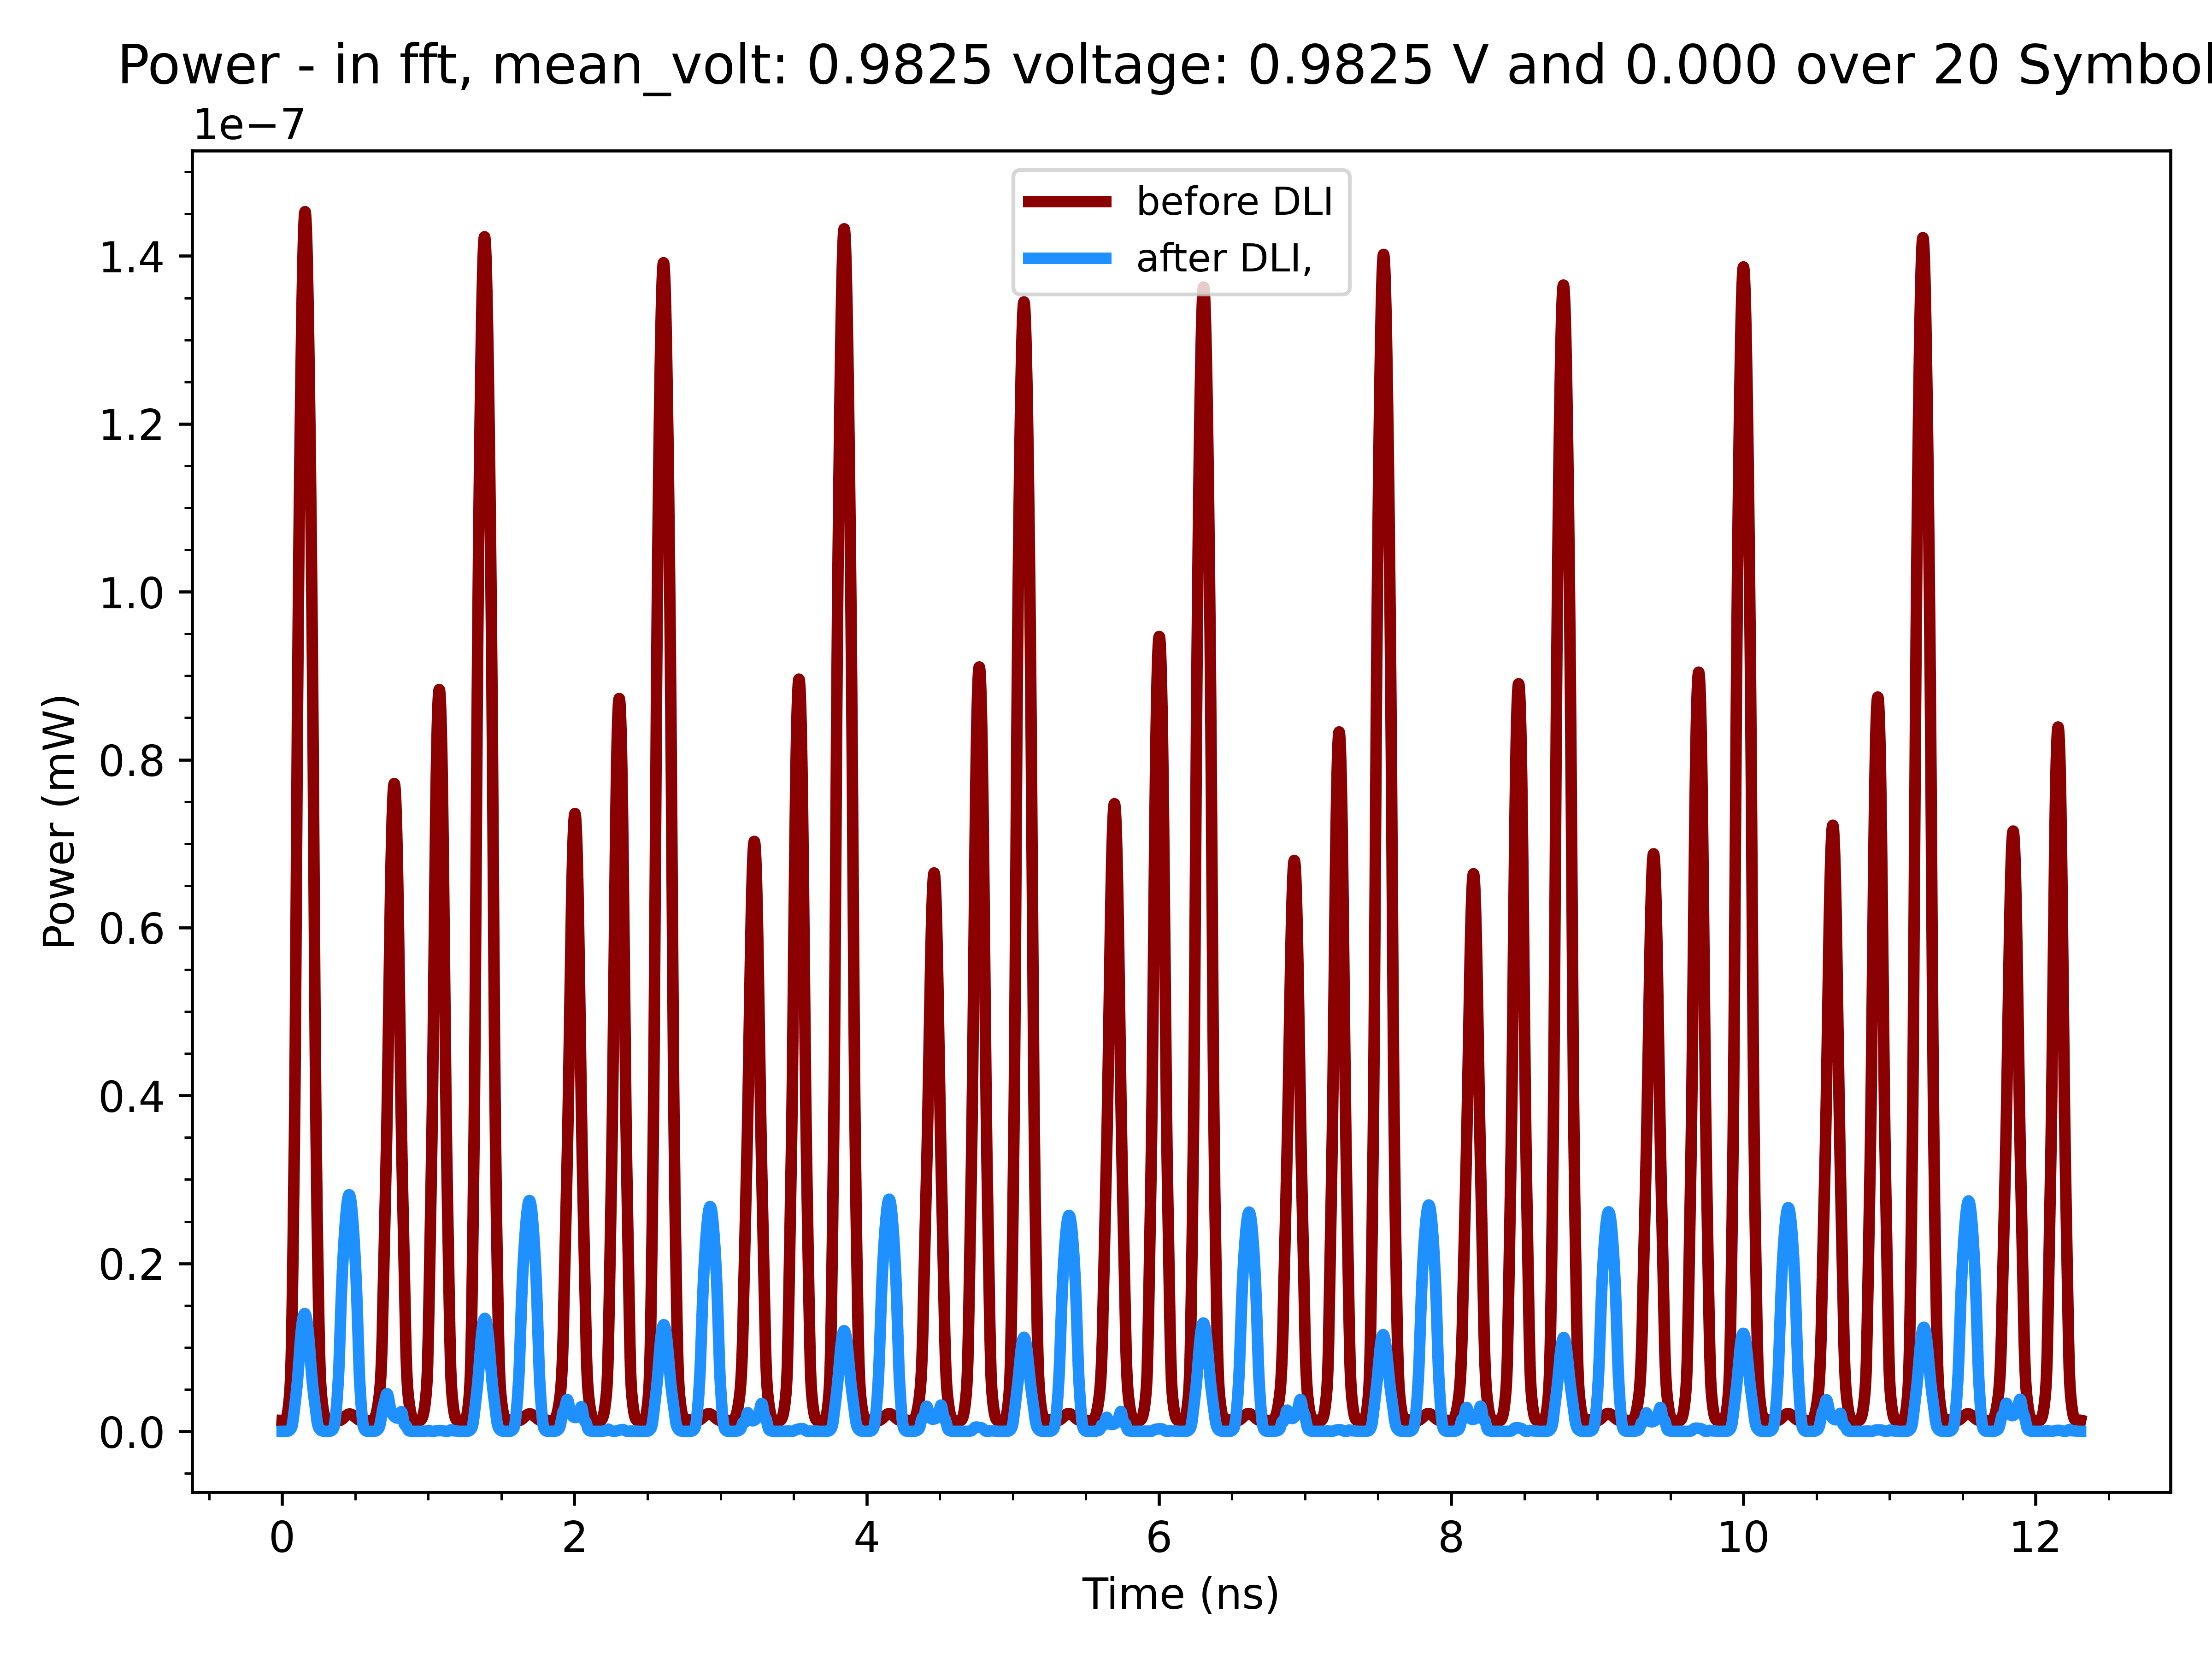 Power - in fft, mean_volt: 0.9825 voltage: 0.9825 V and 0.000 over 20 Symbol
1e−7
before DLI
after DLI,
1.4
1.2
1.0
0.8
0.6
0.4
0.2
0.0
Power (mW)
0 2 4 6 8 10 12
Time (ns)